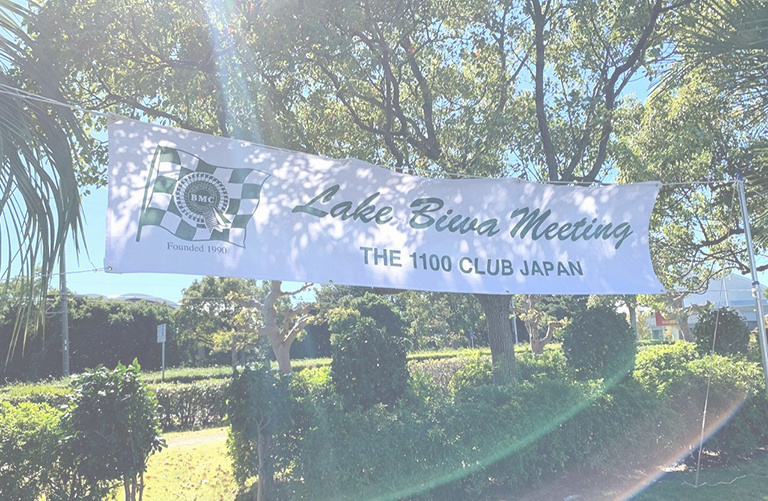 BMC
Founded 1990
Lake Biwa Meeting
THE 1100 CLUB JAPAN